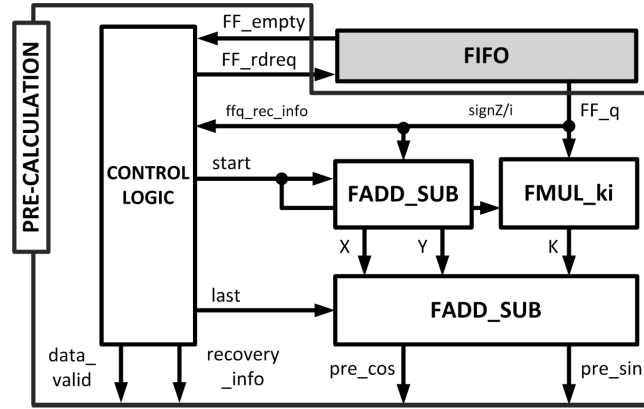 FF_empty
FIFO
FF_rdreq
PRE-CALCULATION
ffq_rec_info
signZ/i
FF_q
CONTROL
LOGIC
start
FADD_SUB
FMUL_ki
X
Y
K
last
FADD_SUB
data_
valid
recovery
_info
pre_cos
pre_sin